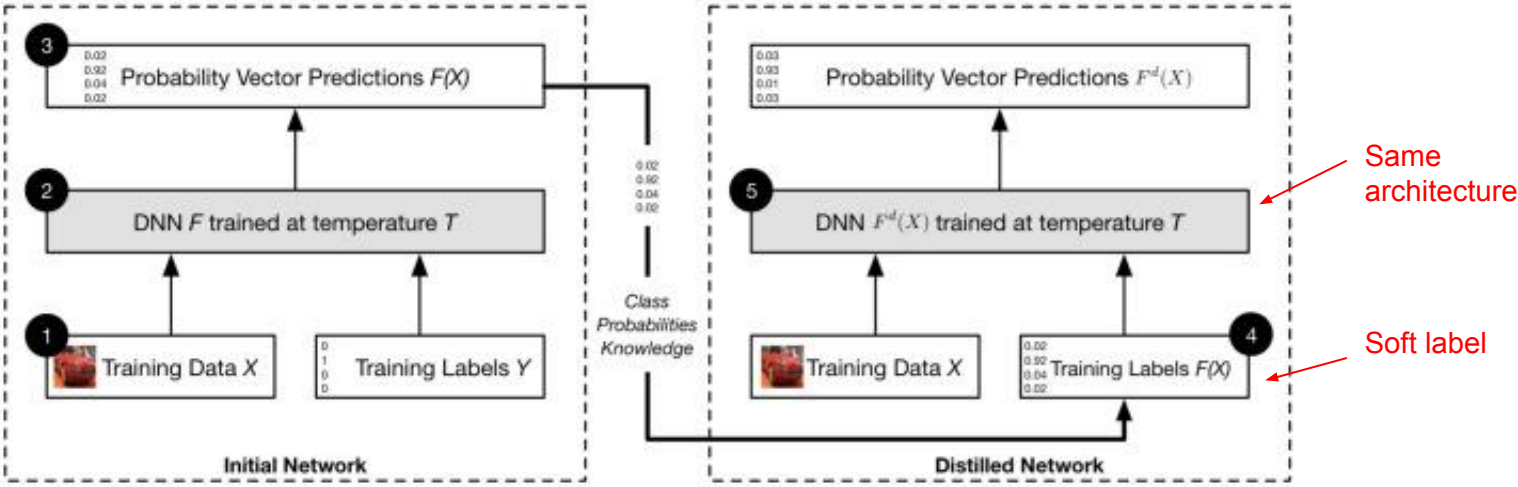 3
0.02
0.92
0.04
0.02
Probability Vector Predictions F(X)
2
DNN F trained at temperature T
1
Training Data X
0
1
0
0
Training Labels Y
Initial Network
0.02
0.92
0.04
0.02
Class
Probabilities
Knowledge
0.03
0.93
0.01
0.03
Probability Vector Predictions F^d(X)
5
DNN F^d(X) trained at temperature T
Training Data X
4
0.02
0.92
0.04
0.02
Training Labels F(X)
Distilled Network
Same
architecture
Soft label